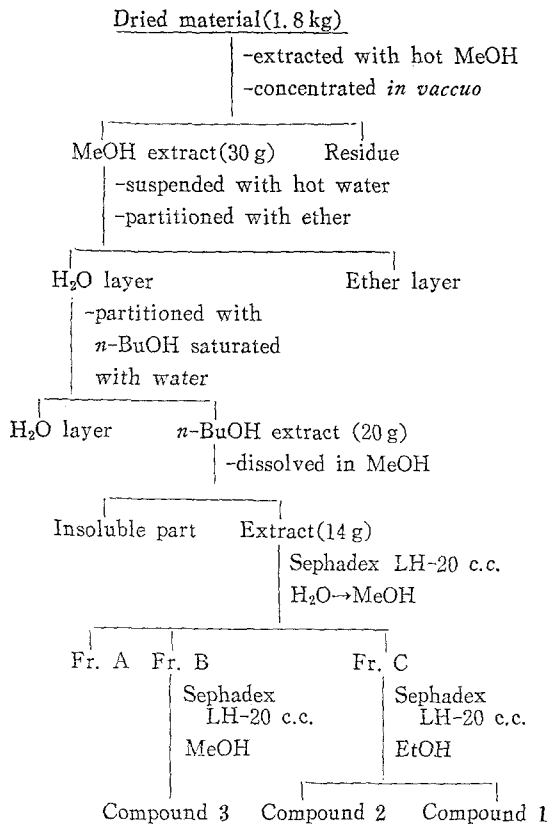 Dried material(1.8 kg)
-extracted with hot MeOH
-concentrated in vaccuo
MeOH extract(30 g) Residue
-suspended with hot water
-partitioned with ether
H₂O layer Ether layer
-partitioned with
n-BuOH saturated
with water
H₂O layer n-BuOH extract (20 g)
-dissolved in MeOH
Insoluble part Extract(14 g)
Sephadex LH-20 c.c.
H₂O→MeOH
Fr. A Fr. B Fr. C
Sephadex Sephadex
LH-20 c.c. LH-20 c.c.
MeOH EtOH
Compound 3 Compound 2 Compound 1